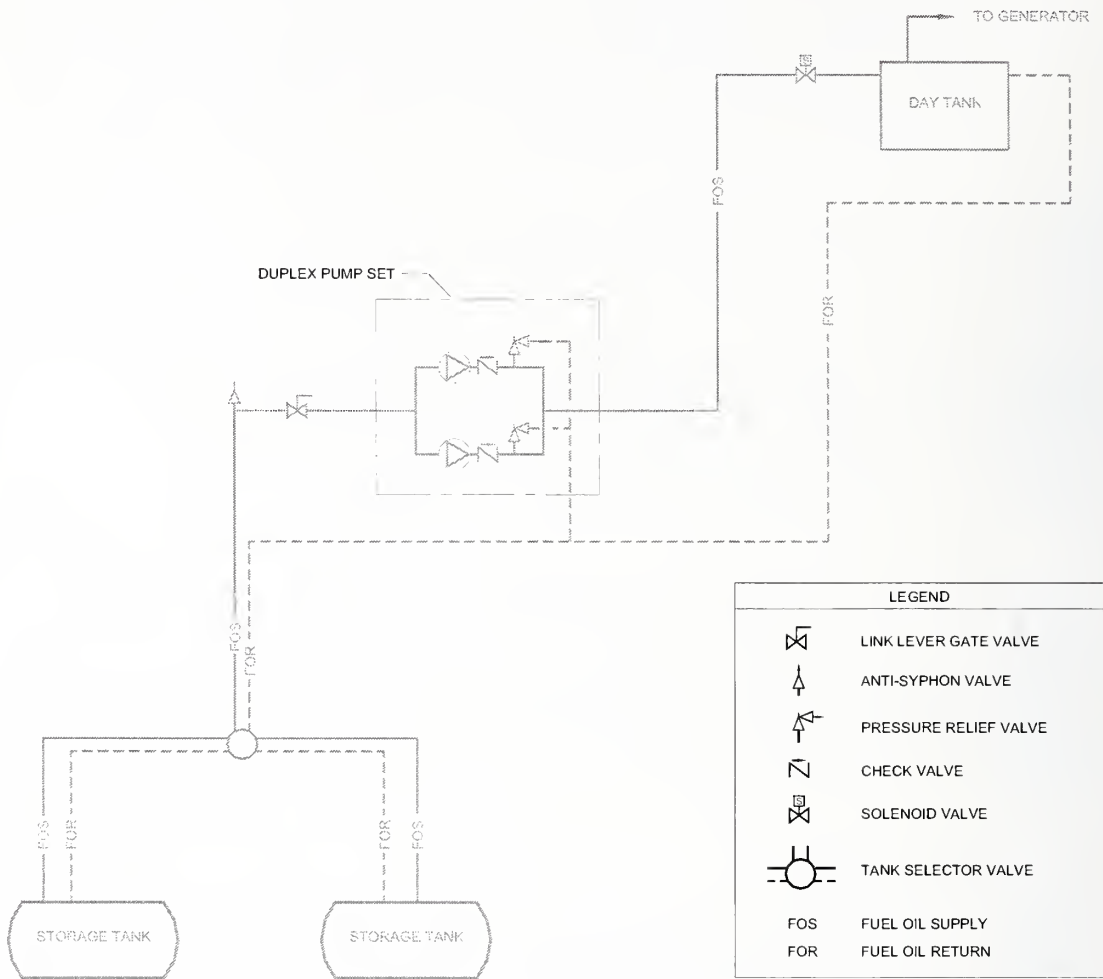 TO GENERATOR
S
DAY TANK
FOS
FOR
DUPLEX PUMP SET
FOS
FOR
FOS
FOR
FOR
FOS
STORAGE TANK
STORAGE TANK
LEGEND
LINK LEVER GATE VALVE
ANTI-SYPHON VALVE
PRESSURE RELIEF VALVE
CHECK VALVE
S
SOLENOID VALVE
TANK SELECTOR VALVE
FOS FUEL OIL SUPPLY
FOR FUEL OIL RETURN